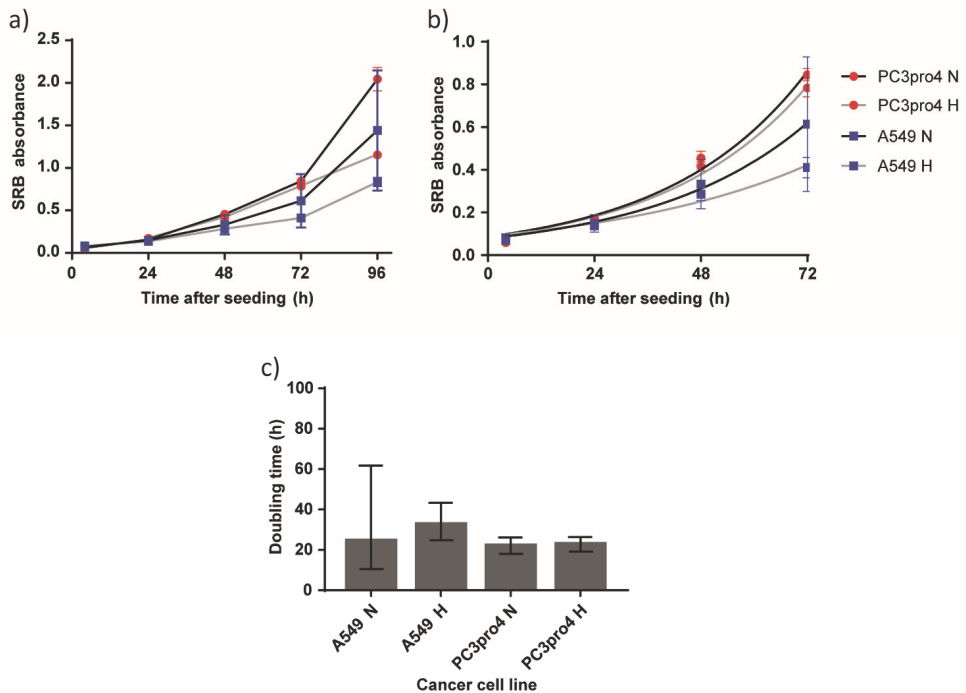 a)
2.5
2.0
1.5
1.0
0.5
0.0
SRB absorbance
0 24 48 72 96
Time after seeding (h)
b)
1.0
0.8
0.6
0.4
0.2
0.0
SRB absorbance
0 24 48 72
Time after seeding (h)
PC3pro4 N
PC3pro4 H
A549 N
A549 H
c)
100
80
60
40
20
0
Doubling time (h)
A549 N
A549 H
PC3pro4 N
PC3pro4 H
Cancer cell line